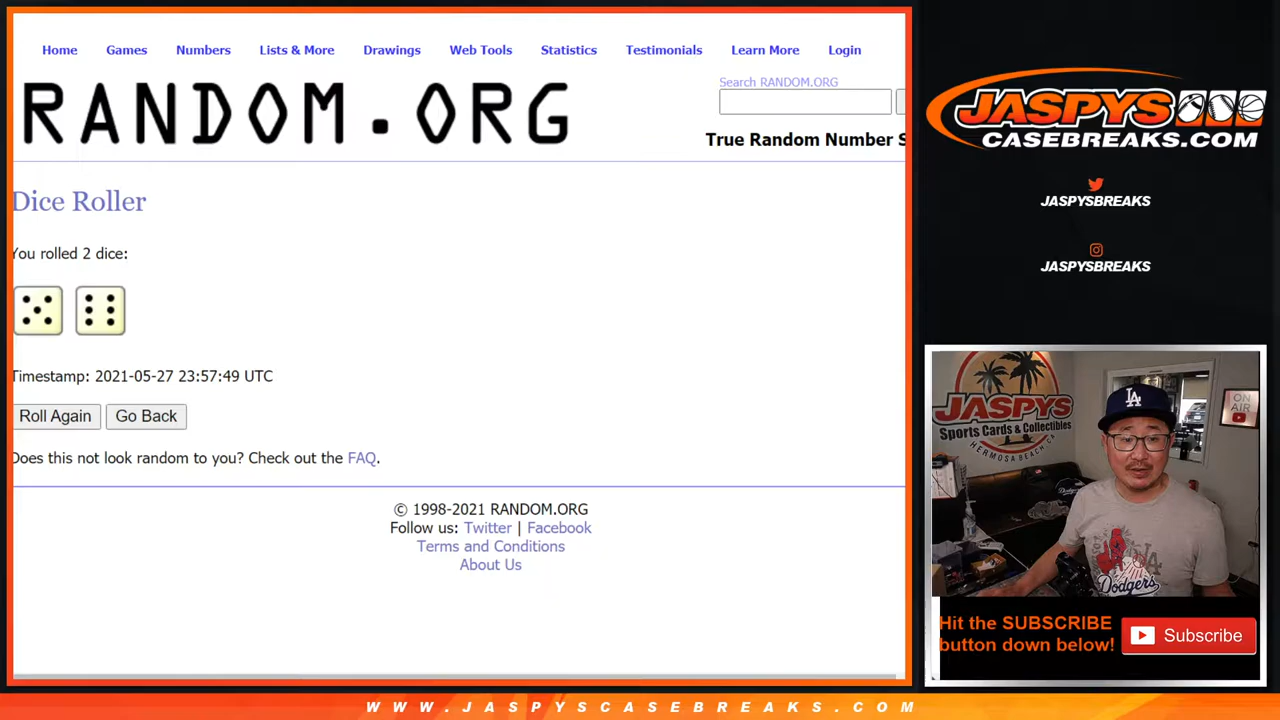 Home Games Numbers Lists & More Drawings Web Tools Statistics Testimonials Learn More Login
RANDOM.ORG
Search RANDOM.ORG
True Random Number S
Dice Roller
You rolled 2 dice:
Timestamp: 2021-05-27 23:57:49 UTC
Roll Again Go Back
Does this not look random to you? Check out the FAQ.
© 1998-2021 RANDOM.ORG
Follow us: Twitter | Facebook
Terms and Conditions
About Us
JASPYS
CASEBREAKS.COM
JASPYSBREAKS
JASPYSBREAKS
JASPYS
Sports Cards & Collectibles
HERMOSA BEACH, CA
ON
AIR
LA
Dodgers
Hit the SUBSCRIBE
button down below!
Subscribe
WWW.JASPYSCASEBREAKS.COM